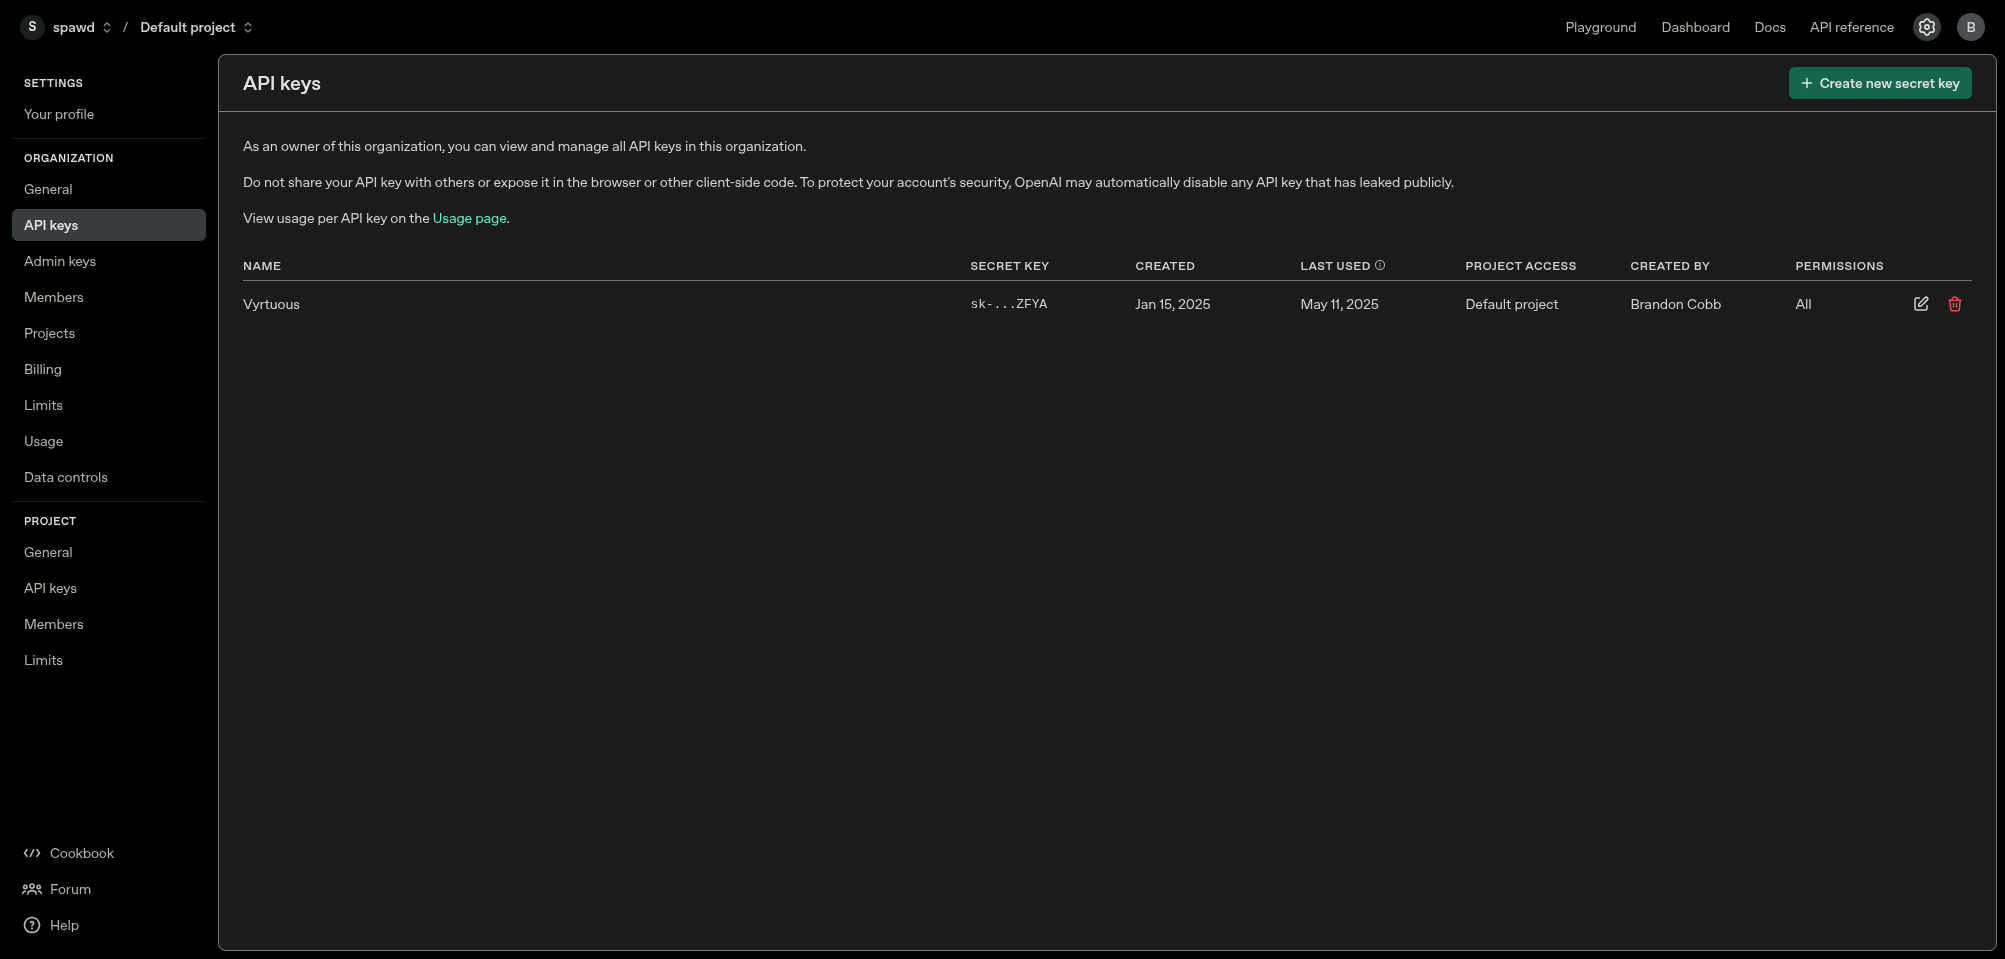 S spawd / Default project
Playground Dashboard Docs API reference B
SETTINGS
Your profile
ORGANIZATION
General
API keys
Admin keys
Members
Projects
Billing
Limits
Usage
Data controls
PROJECT
General
API keys
Members
Limits
Cookbook
Forum
Help
API keys
+ Create new secret key
As an owner of this organization, you can view and manage all API keys in this organization.
Do not share your API key with others or expose it in the browser or other client-side code. To protect your account's security, OpenAI may automatically disable any API key that has leaked publicly.
View usage per API key on the Usage page.
NAME SECRET KEY CREATED LAST USED PROJECT ACCESS CREATED BY PERMISSIONS
Vyrtuous sk-...ZFYA Jan 15, 2025 May 11, 2025 Default project Brandon Cobb All